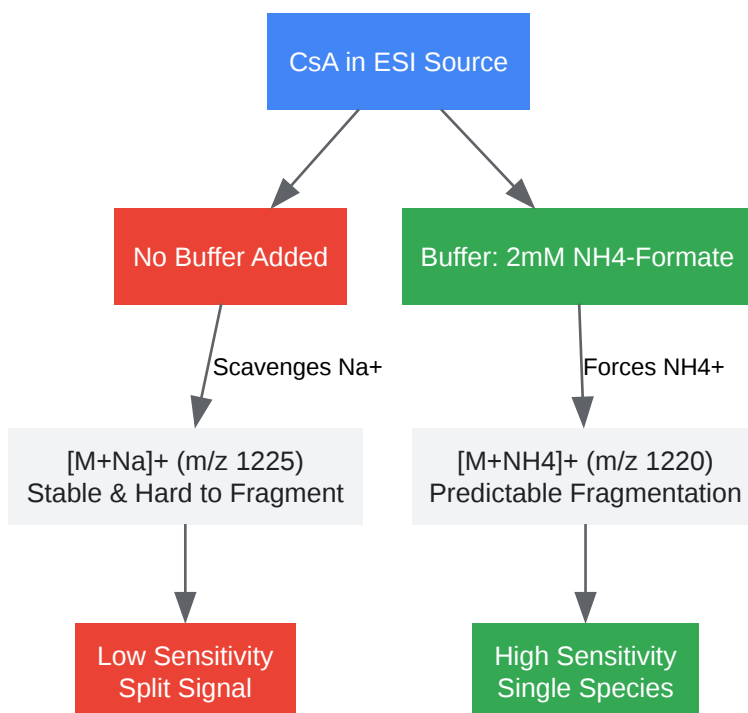 CsA in ESI Source
No Buffer Added
Buffer: 2mM NH4-Formate
Scavenges Na+
Forces NH4+
[M+Na]+ (m/z 1225)
Stable & Hard to Fragment
[M+NH4]+ (m/z 1220)
Predictable Fragmentation
Low Sensitivity
Split Signal
High Sensitivity
Single Species